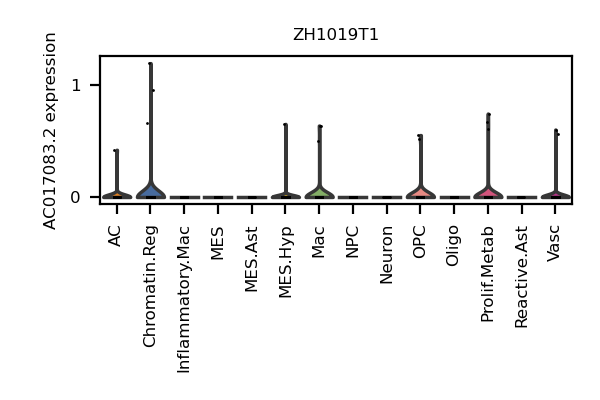 ZH1019T1
AC017083.2 expression
1
0
AC
Chromatin.Reg
Inflammatory.Mac
MES
MES.Ast
MES.Hyp
Mac
NPC
Neuron
OPC
Oligo
Prolif.Metab
Reactive.Ast
Vasc